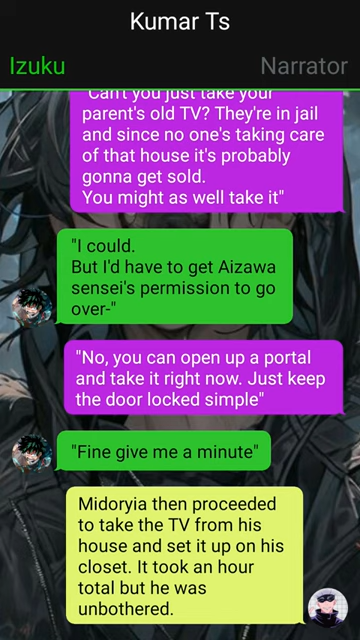 Kumar Ts
Izuku Narrator
"Can't you just take your
parent's old TV? They're in jail
and since no one's taking care
of that house it's probably
gonna get sold.
You might as well take it"
"I could.
But I'd have to get Aizawa
sensei's permission to go
over-"
"No, you can open up a portal
and take it right now. Just keep
the door locked simple"
"Fine give me a minute"
Midoryia then proceeded
to take the TV from his
house and set it up on his
closet. It took an hour
total but he was
unbothered.